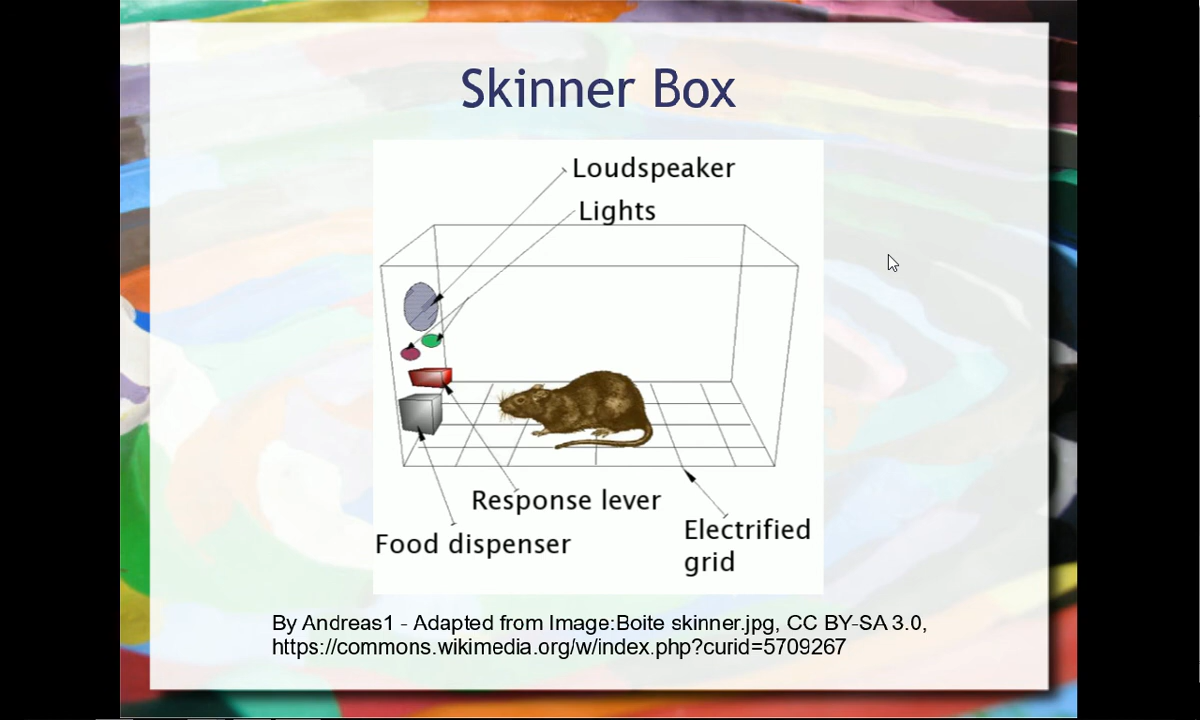 Skinner Box
Loudspeaker
Lights
Response lever
Food dispenser
Electrified
grid
By Andreas1 - Adapted from Image:Boite skinner.jpg, CC BY-SA 3.0,
https://commons.wikimedia.org/w/index.php?curid=5709267